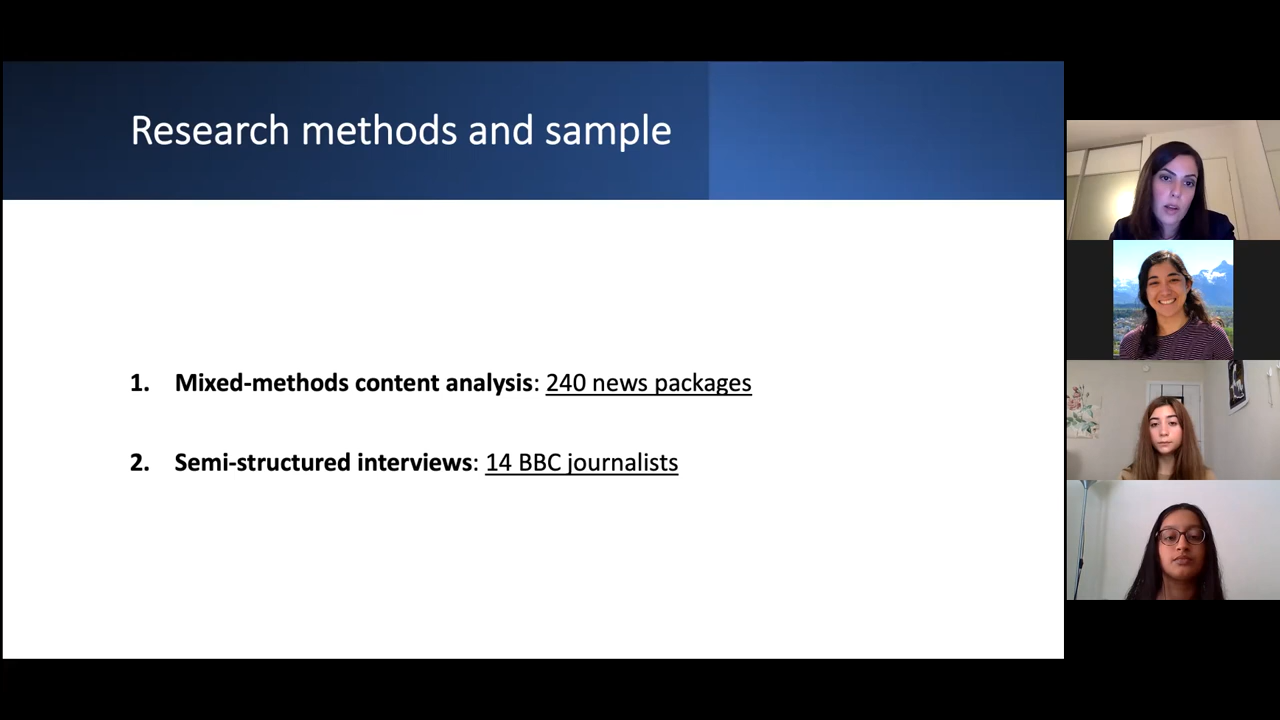 Research methods and sample
1. Mixed-methods content analysis: 240 news packages
2. Semi-structured interviews: 14 BBC journalists